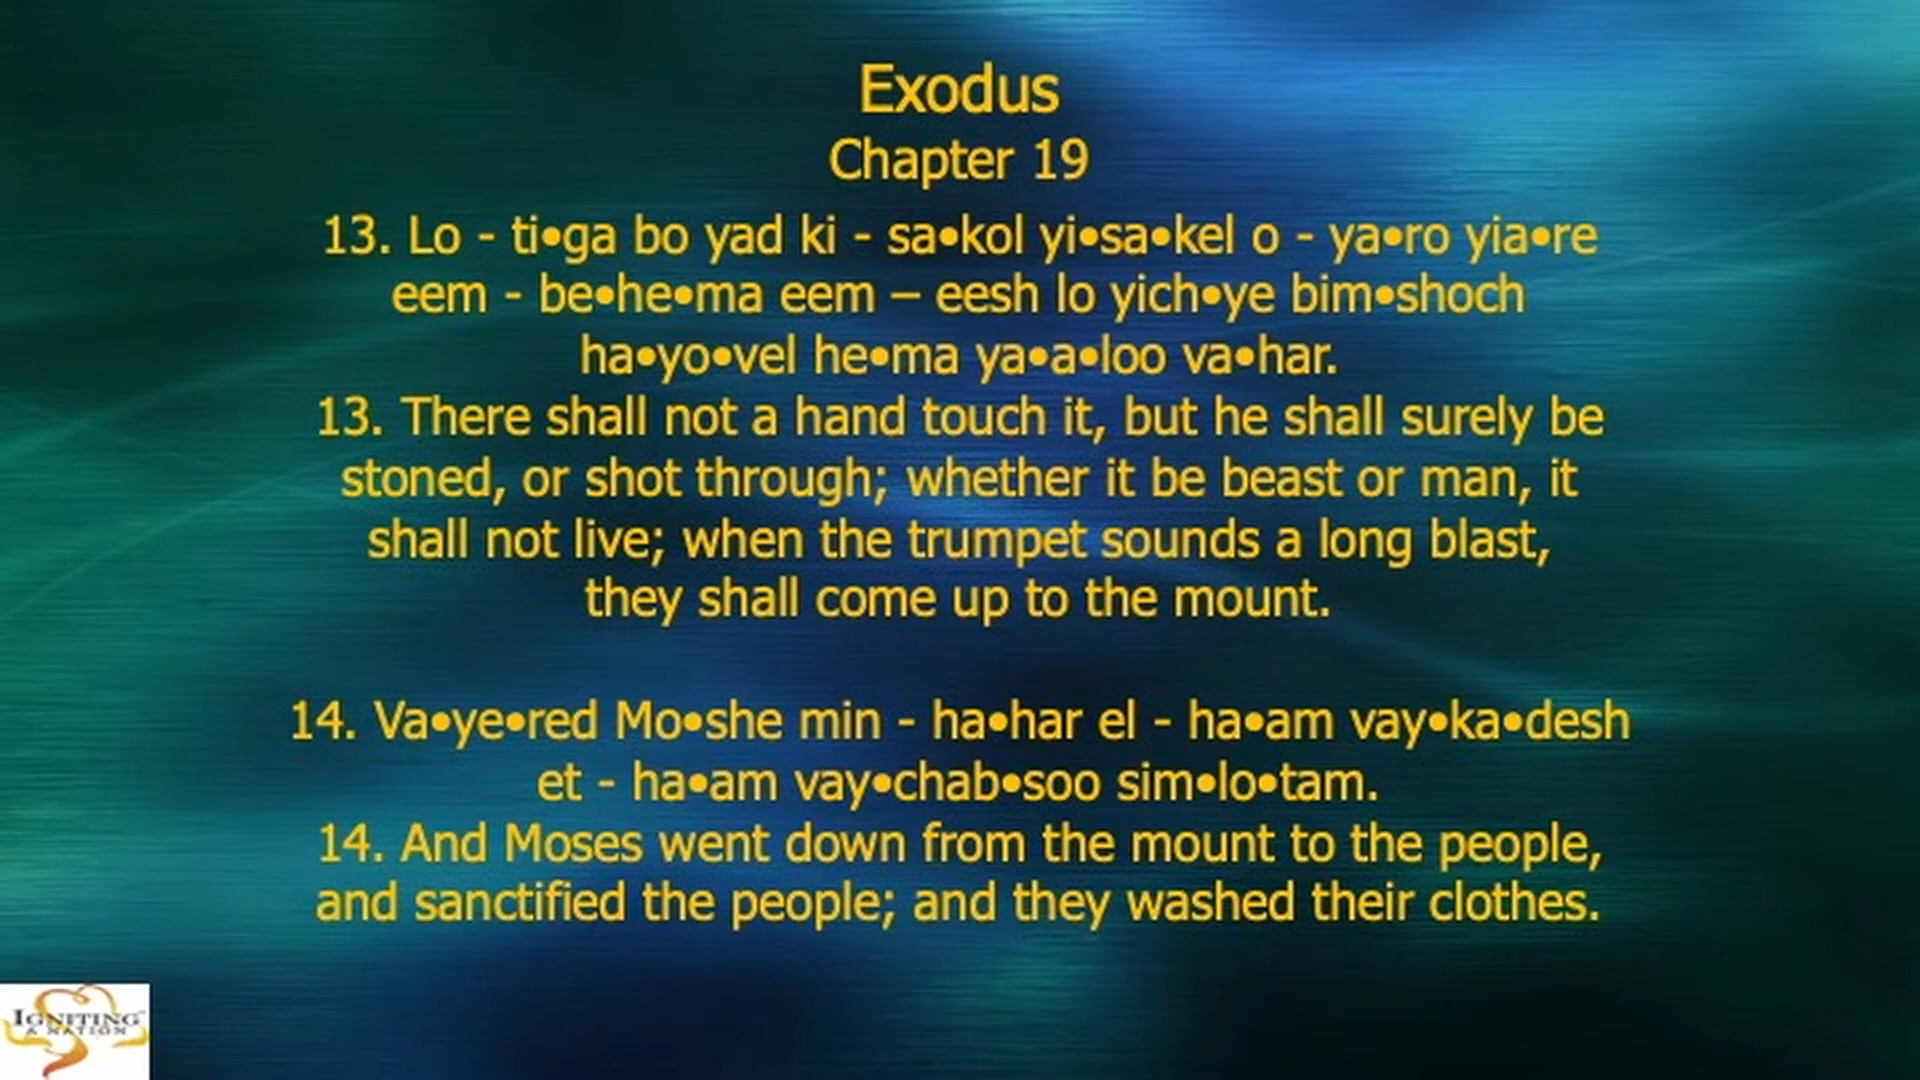 Exodus
Chapter 19
13. Lo - ti•ga bo yad ki - sa•kol yi•sa•kel o - ya•ro yia•re
eem - be•he•ma eem – eesh lo yich•ye bim•shoch
ha•yo•vel he•ma ya•a•loo va•har.
13. There shall not a hand touch it, but he shall surely be
stoned, or shot through; whether it be beast or man, it
shall not live; when the trumpet sounds a long blast,
they shall come up to the mount.
14. Va•ye•red Mo•she min - ha•har el - ha•am vay•ka•desh
et - ha•am vay•chab•soo sim•lo•tam.
14. And Moses went down from the mount to the people,
and sanctified the people; and they washed their clothes.
IGNITING
A NATION